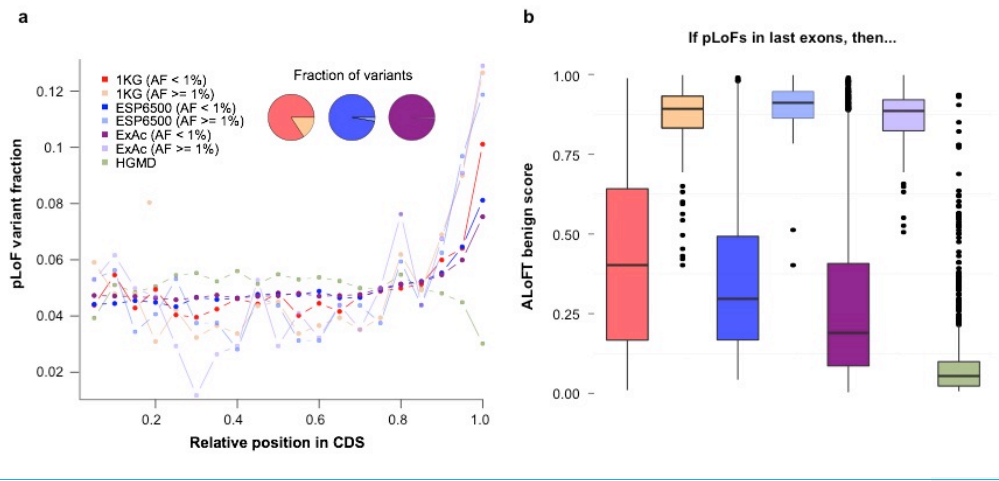 a
b
If pLoFs in last exons, then...
1KG (AF < 1%)
1KG (AF >= 1%)
ESP6500 (AF < 1%)
ESP6500 (AF >= 1%)
ExAc (AF < 1%)
ExAc (AF >= 1%)
HGMD
Fraction of variants
pLoF variant fraction
0.12
0.1
0.08
0.06
0.04
0.02
0.2
0.4
0.6
0.8
1.0
Relative position in CDS
ALoFT benign score
1.00
0.75
0.50
0.25
0.00